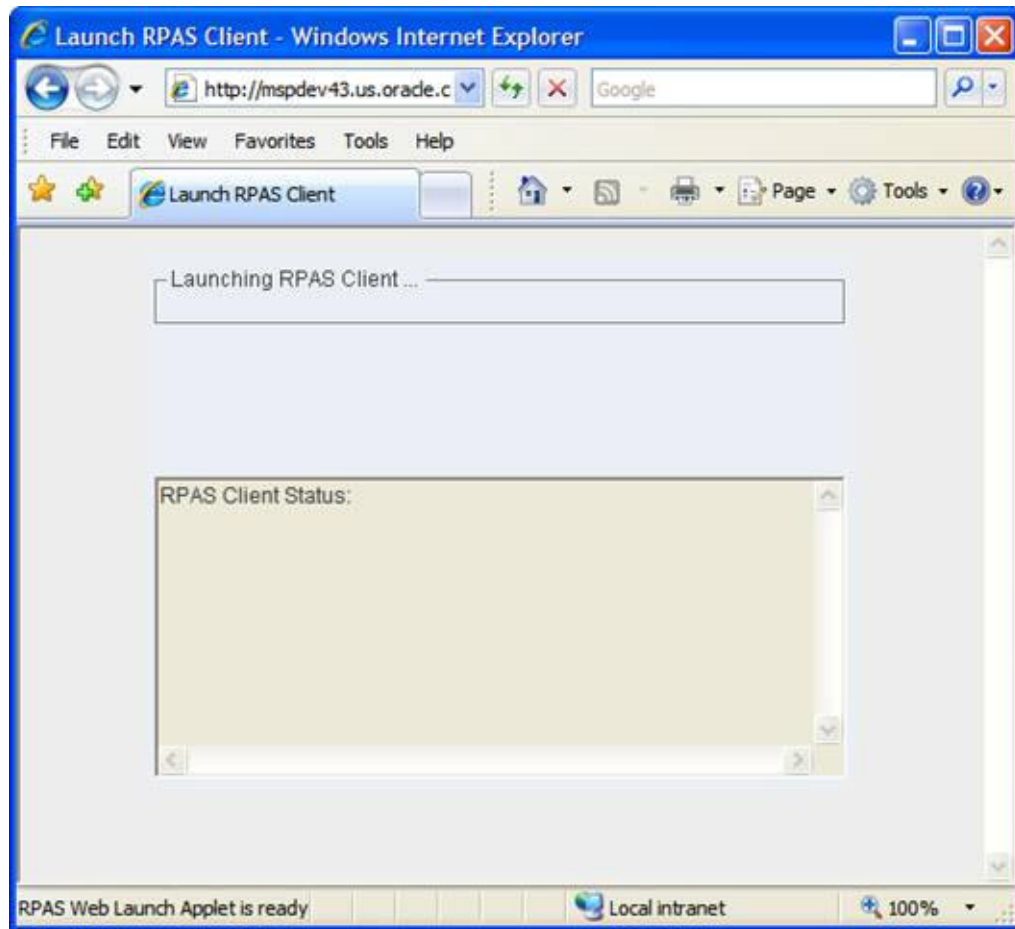 Launch RPAS Client - Windows Internet Explorer
http://mspdev43.us.oracle.c
Google
File Edit View Favorites Tools Help
Launch RPAS Client
Page
Tools
Launching RPAS Client ...
RPAS Client Status:
RPAS Web Launch Applet is ready
Local intranet
100%